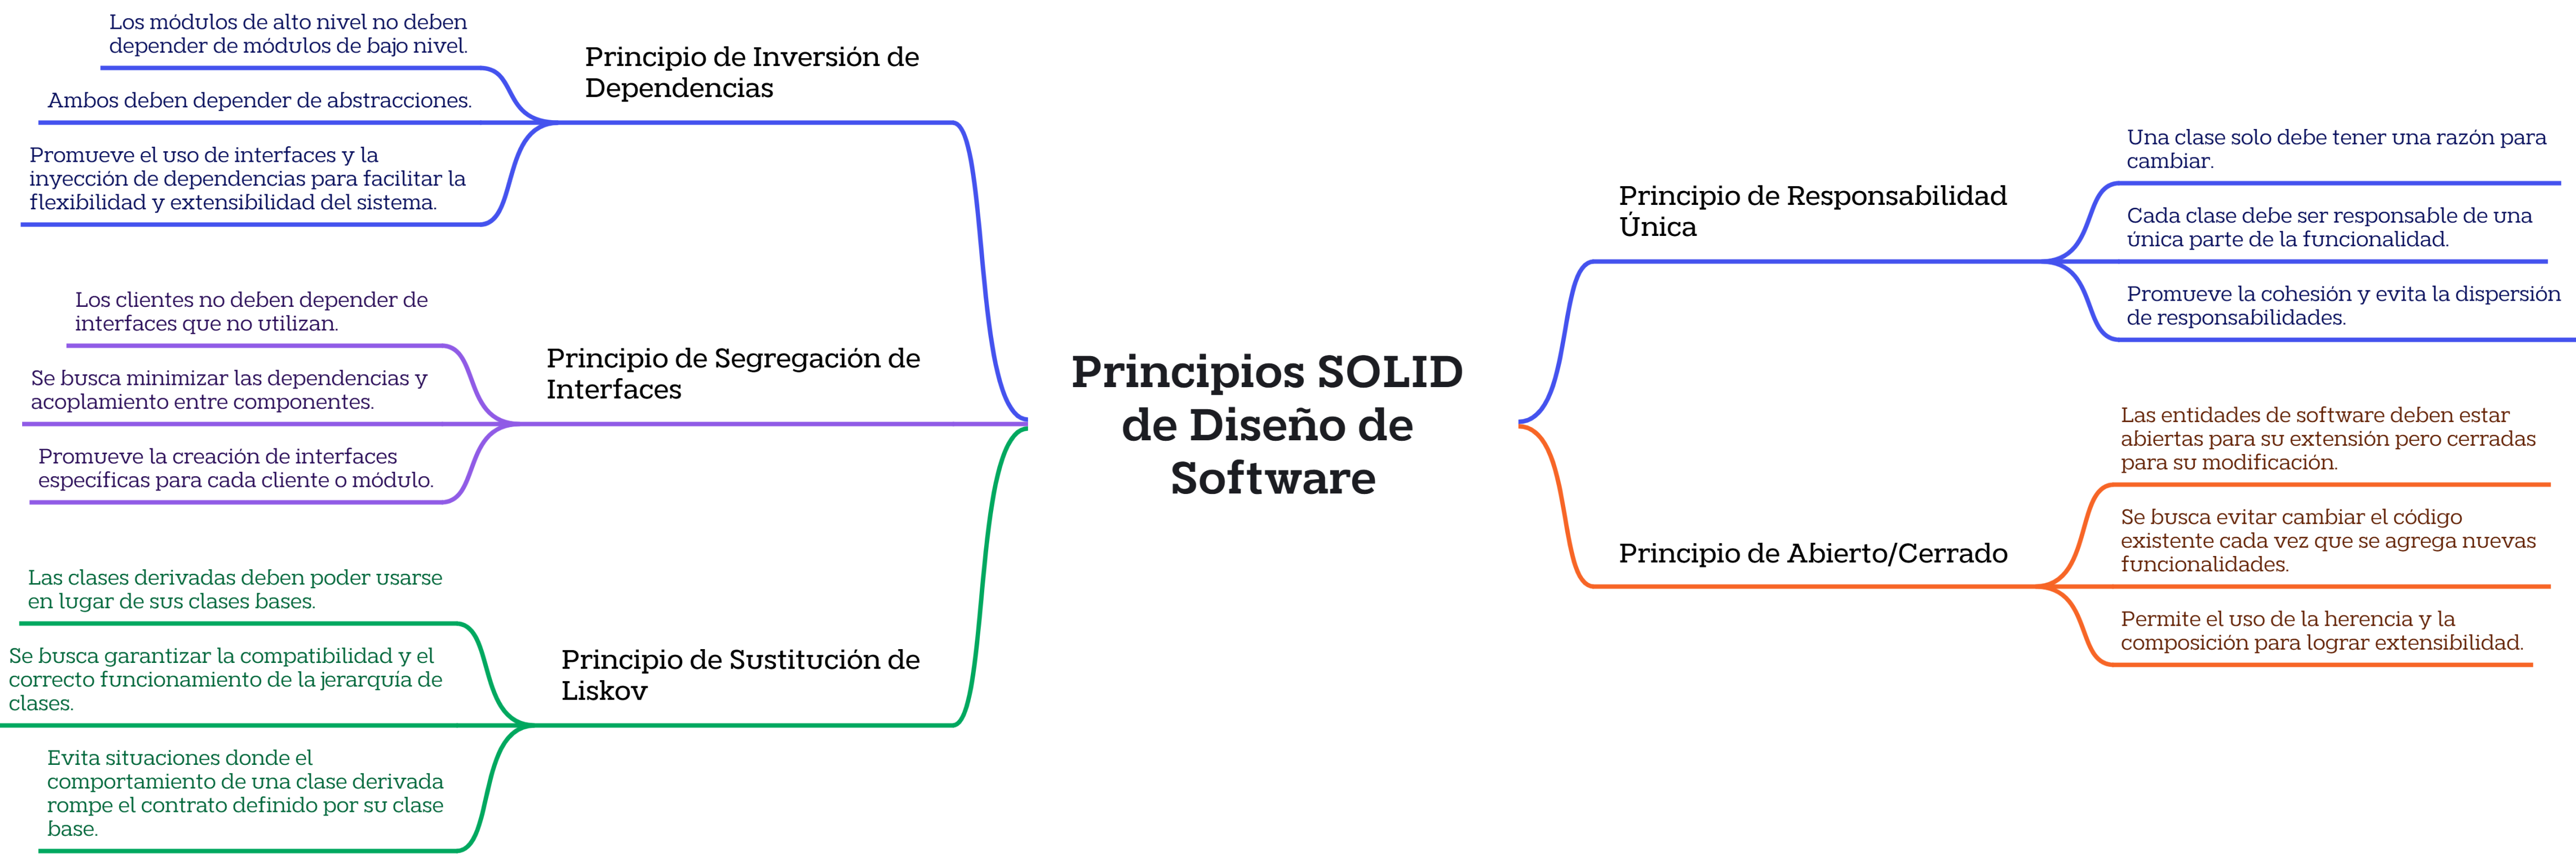 Los módulos de alto nivel no deben
depender de módulos de bajo nivel.
Ambos deben depender de abstracciones.
Promueve el uso de interfaces y la
inyección de dependencias para facilitar la
flexibilidad y extensibilidad del sistema.
Principio de Inversión de
Dependencias
Los clientes no deben depender de
interfaces que no utilizan.
Se busca minimizar las dependencias y
acoplamiento entre componentes.
Promueve la creación de interfaces
específicas para cada cliente o módulo.
Principio de Segregación de
Interfaces
Las clases derivadas deben poder usarse
en lugar de sus clases bases.
Se busca garantizar la compatibilidad y el
correcto funcionamiento de la jerarquía de
clases.
Evita situaciones donde el
comportamiento de una clase derivada
rompe el contrato definido por su clase
base.
Principio de Sustitución de
Liskov
Principios SOLID
de Diseño de
Software
Principio de Responsabilidad
Única
Una clase solo debe tener una razón para
cambiar.
Cada clase debe ser responsable de una
única parte de la funcionalidad.
Promueve la cohesión y evita la dispersión
de responsabilidades.
Principio de Abierto/Cerrado
Las entidades de software deben estar
abiertas para su extensión pero cerradas
para su modificación.
Se busca evitar cambiar el código
existente cada vez que se agrega nuevas
funcionalidades.
Permite el uso de la herencia y la
composición para lograr extensibilidad.